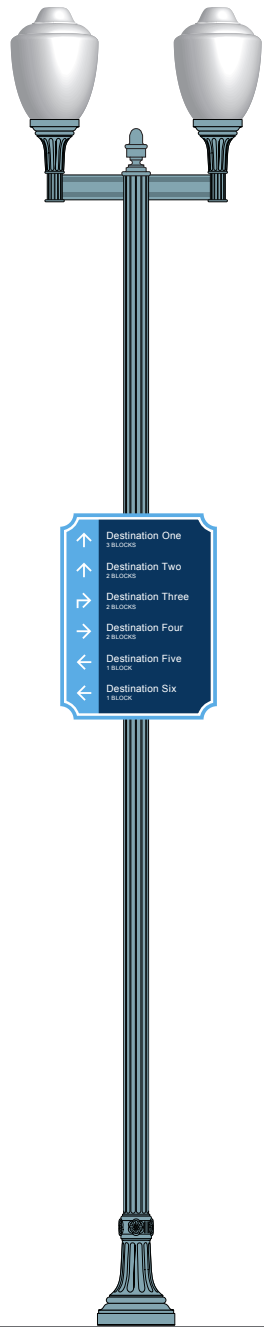 Destination One
3 BLOCKS
Destination Two
2 BLOCKS
Destination Three
2 BLOCKS
Destination Four
2 BLOCKS
Destination Five
1 BLOCK
Destination Six
1 BLOCK